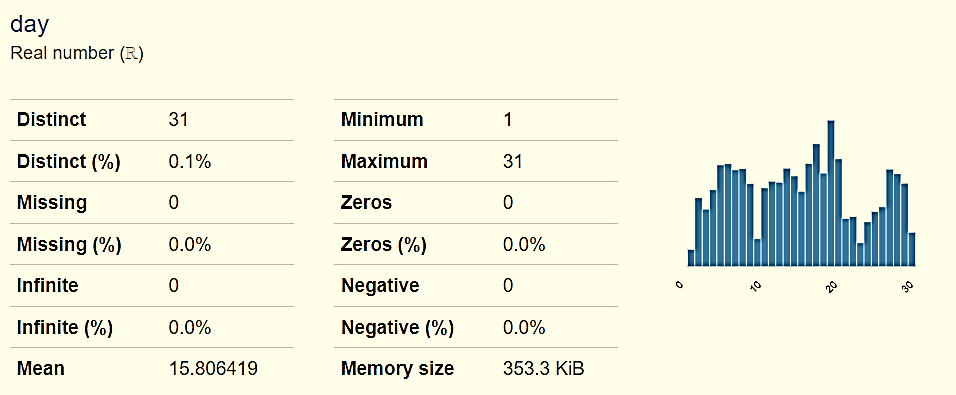 day
Real number (ℝ)
Distinct 31
Distinct (%) 0.1%
Missing 0
Missing (%) 0.0%
Infinite 0
Infinite (%) 0.0%
Mean 15.806419
Minimum 1
Maximum 31
Zeros 0
Zeros (%) 0.0%
Negative 0
Negative (%) 0.0%
Memory size 353.3 KiB
0 10 20 30